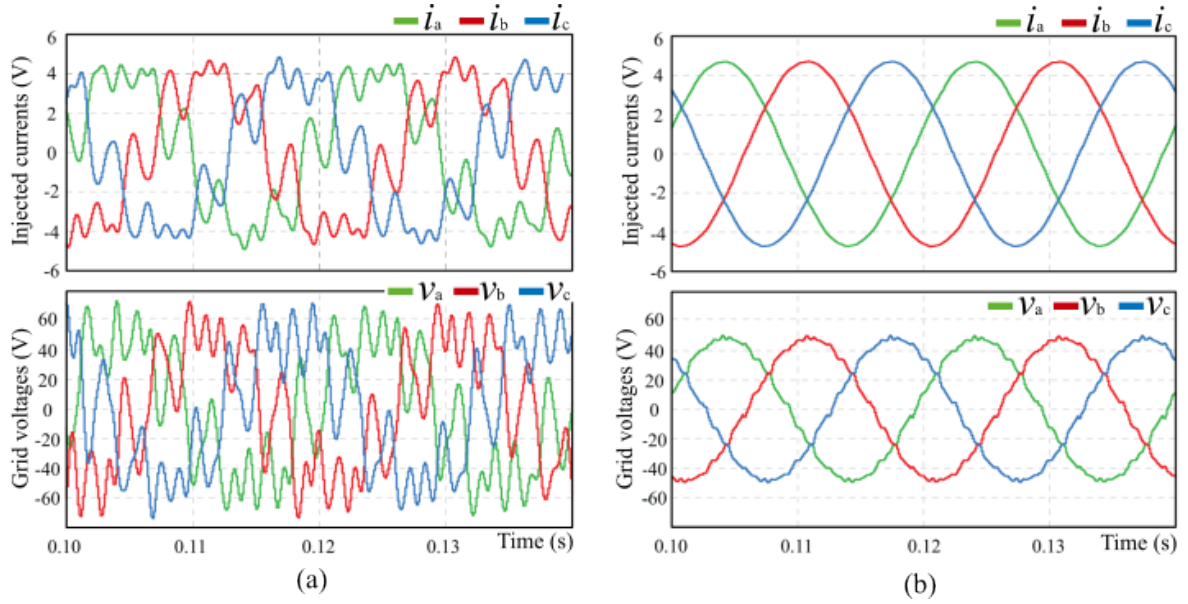 ia ib ic
Injected currents (V)
6
4
2
0
-2
-4
-6
va vb vc
Grid voltages (V)
60
40
20
0
-20
-40
-60
0.10 0.11 0.12 0.13 Time (s)
(a)
ia ib ic
Injected currents (V)
6
4
2
0
-2
-4
-6
va vb vc
Grid voltages (V)
60
40
20
0
-20
-40
-60
0.10 0.11 0.12 0.13 Time (s)
(b)